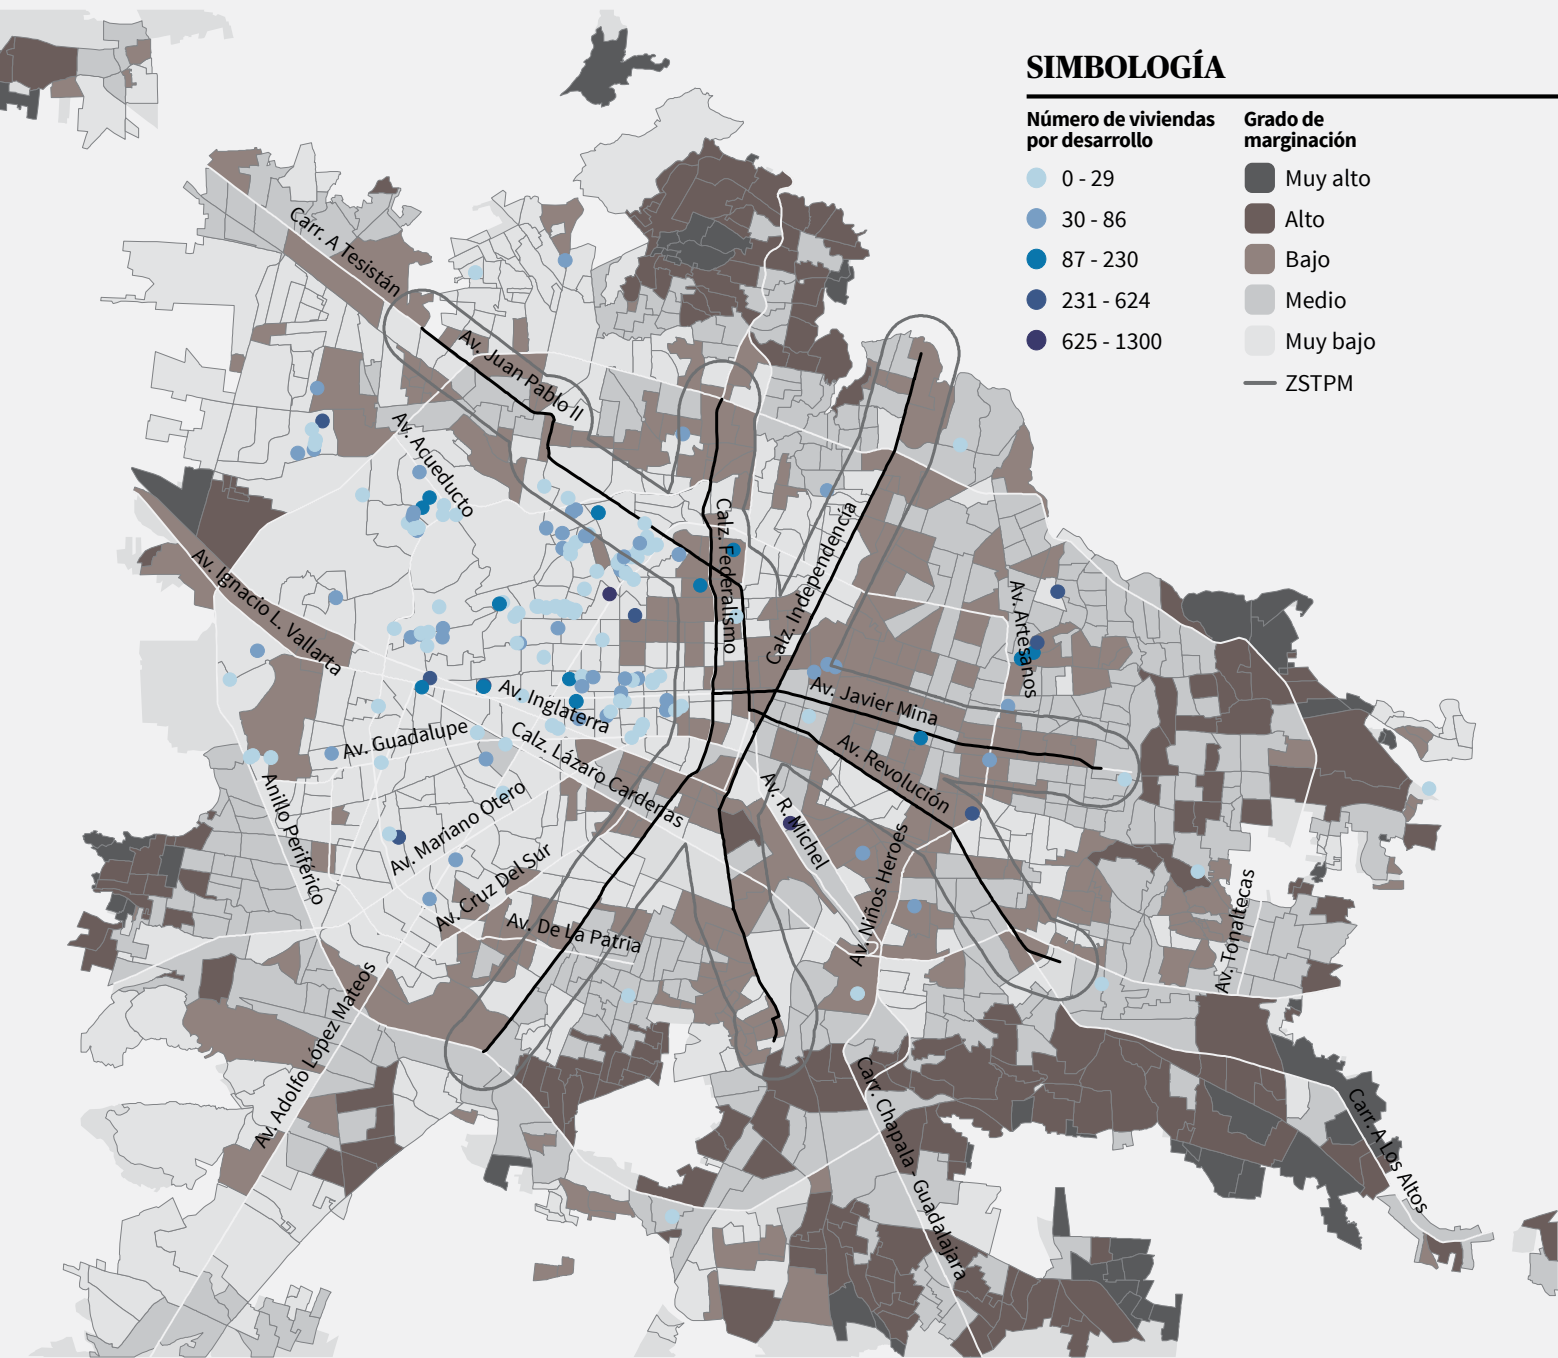 SIMBOLOGÍA
Número de viviendas
por desarrollo
0 - 29
30 - 86
87 - 230
231 - 624
625 - 1300
Grado de
marginación
Muy alto
Alto
Bajo
Medio
Muy bajo
ZSTPM
Carr. A Tesistán
Av. Juan Pablo II
Av. Acueducto
Calz. Federalismo
Calz. Independencia
Av. Ignacio L. Vallarta
Av. Artesanos
Av. Inglaterra
Av. Javier Mina
Av. Guadalupe
Calz. Lázaro Cardenas
Av. Revolución
Anillo Periférico
Av. Mariano Otero
Av. R. Michel
Av. Cruz Del Sur
Av. Niños Heroes
Av. De La Patria
Av. Tonaltecas
Av. Adolfo López Mateos
Carr. Chapala - Guadalajara
Carr. A Los Altos